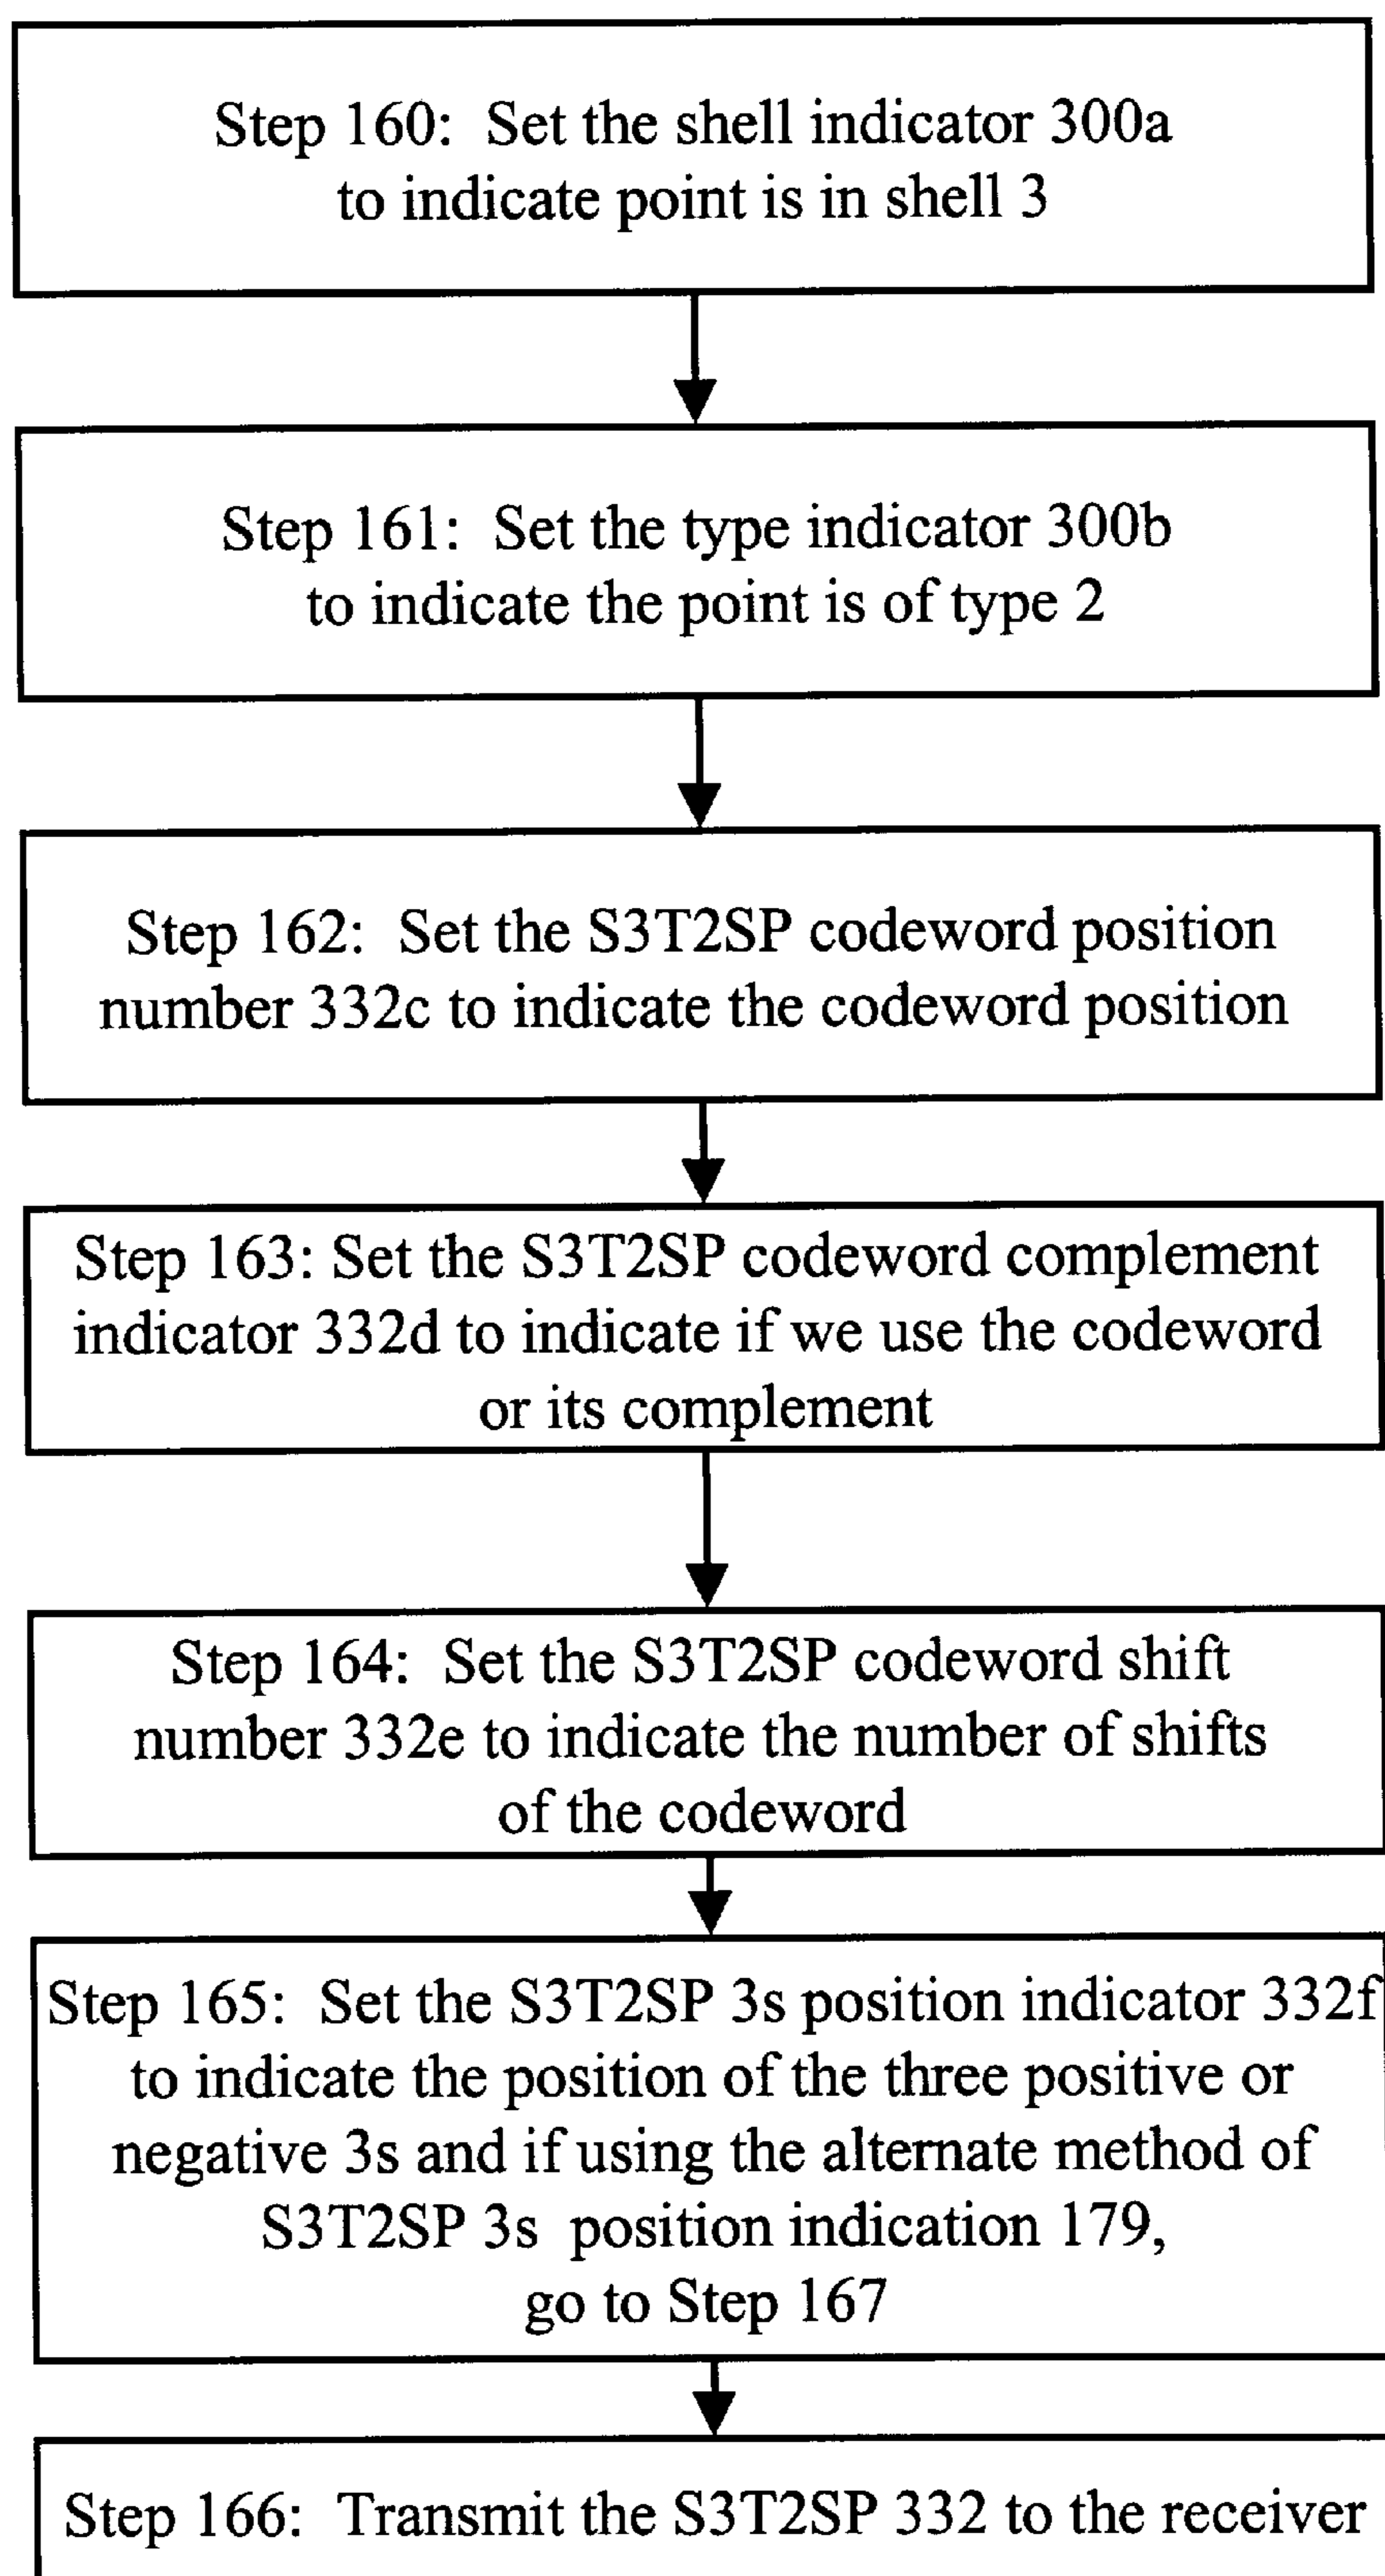 Step 160: Set the shell indicator 300a
to indicate point is in shell 3
Step 161: Set the type indicator 300b
to indicate the point is of type 2
Step 162: Set the S3T2SP codeword position
number 332c to indicate the codeword position
Step 163: Set the S3T2SP codeword complement
indicator 332d to indicate if we use the codeword
or its complement
Step 164: Set the S3T2SP codeword shift
number 332e to indicate the number of shifts
of the codeword
Step 165: Set the S3T2SP 3s position indicator 332f
to indicate the position of the three positive or
negative 3s and if using the alternate method of
S3T2SP 3s position indication 179,
go to Step 167
Step 166: Transmit the S3T2SP 332 to the receiver